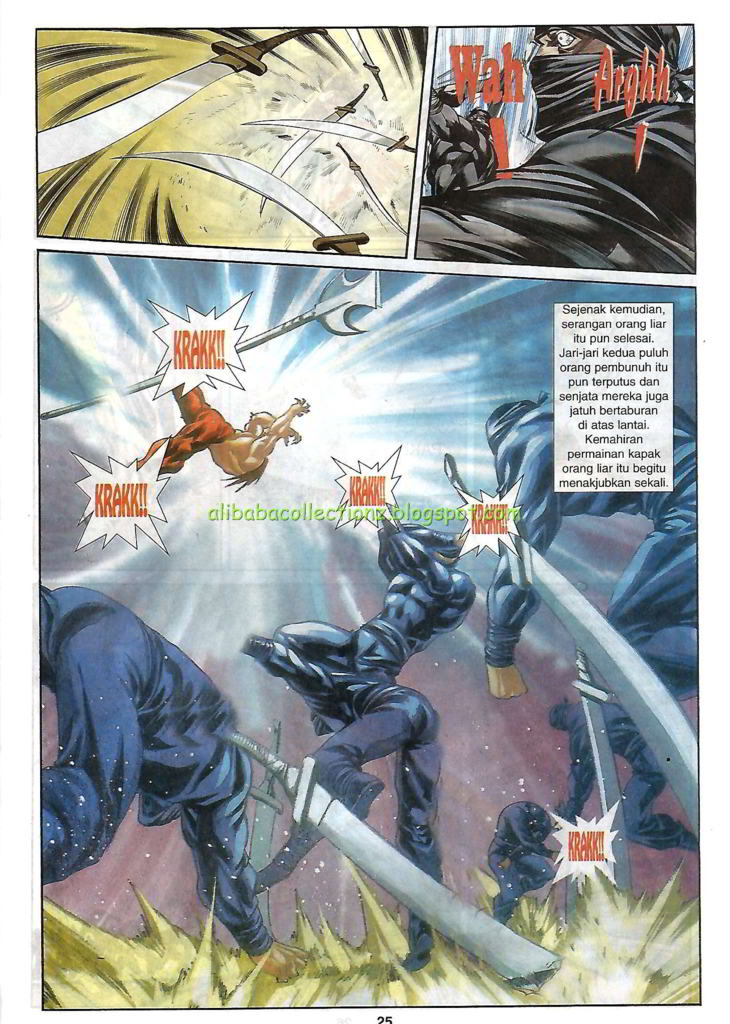 Wah
!
Arghh
!
Sejenak kemudian,
serangan orang liar
itu pun selesai.
Jari-jari kedua puluh
orang pembunuh itu
pun terputus dan
senjata mereka juga
jatuh bertaburan
di atas lantai.
Kemahiran
permainan kapak
orang liar itu begitu
menakjubkan sekali.
KRAKK!!
KRAKK!!
KRAKK!!
KRAKK!!
alibabacollectionz.blogspot.com
KRAKK!!
25